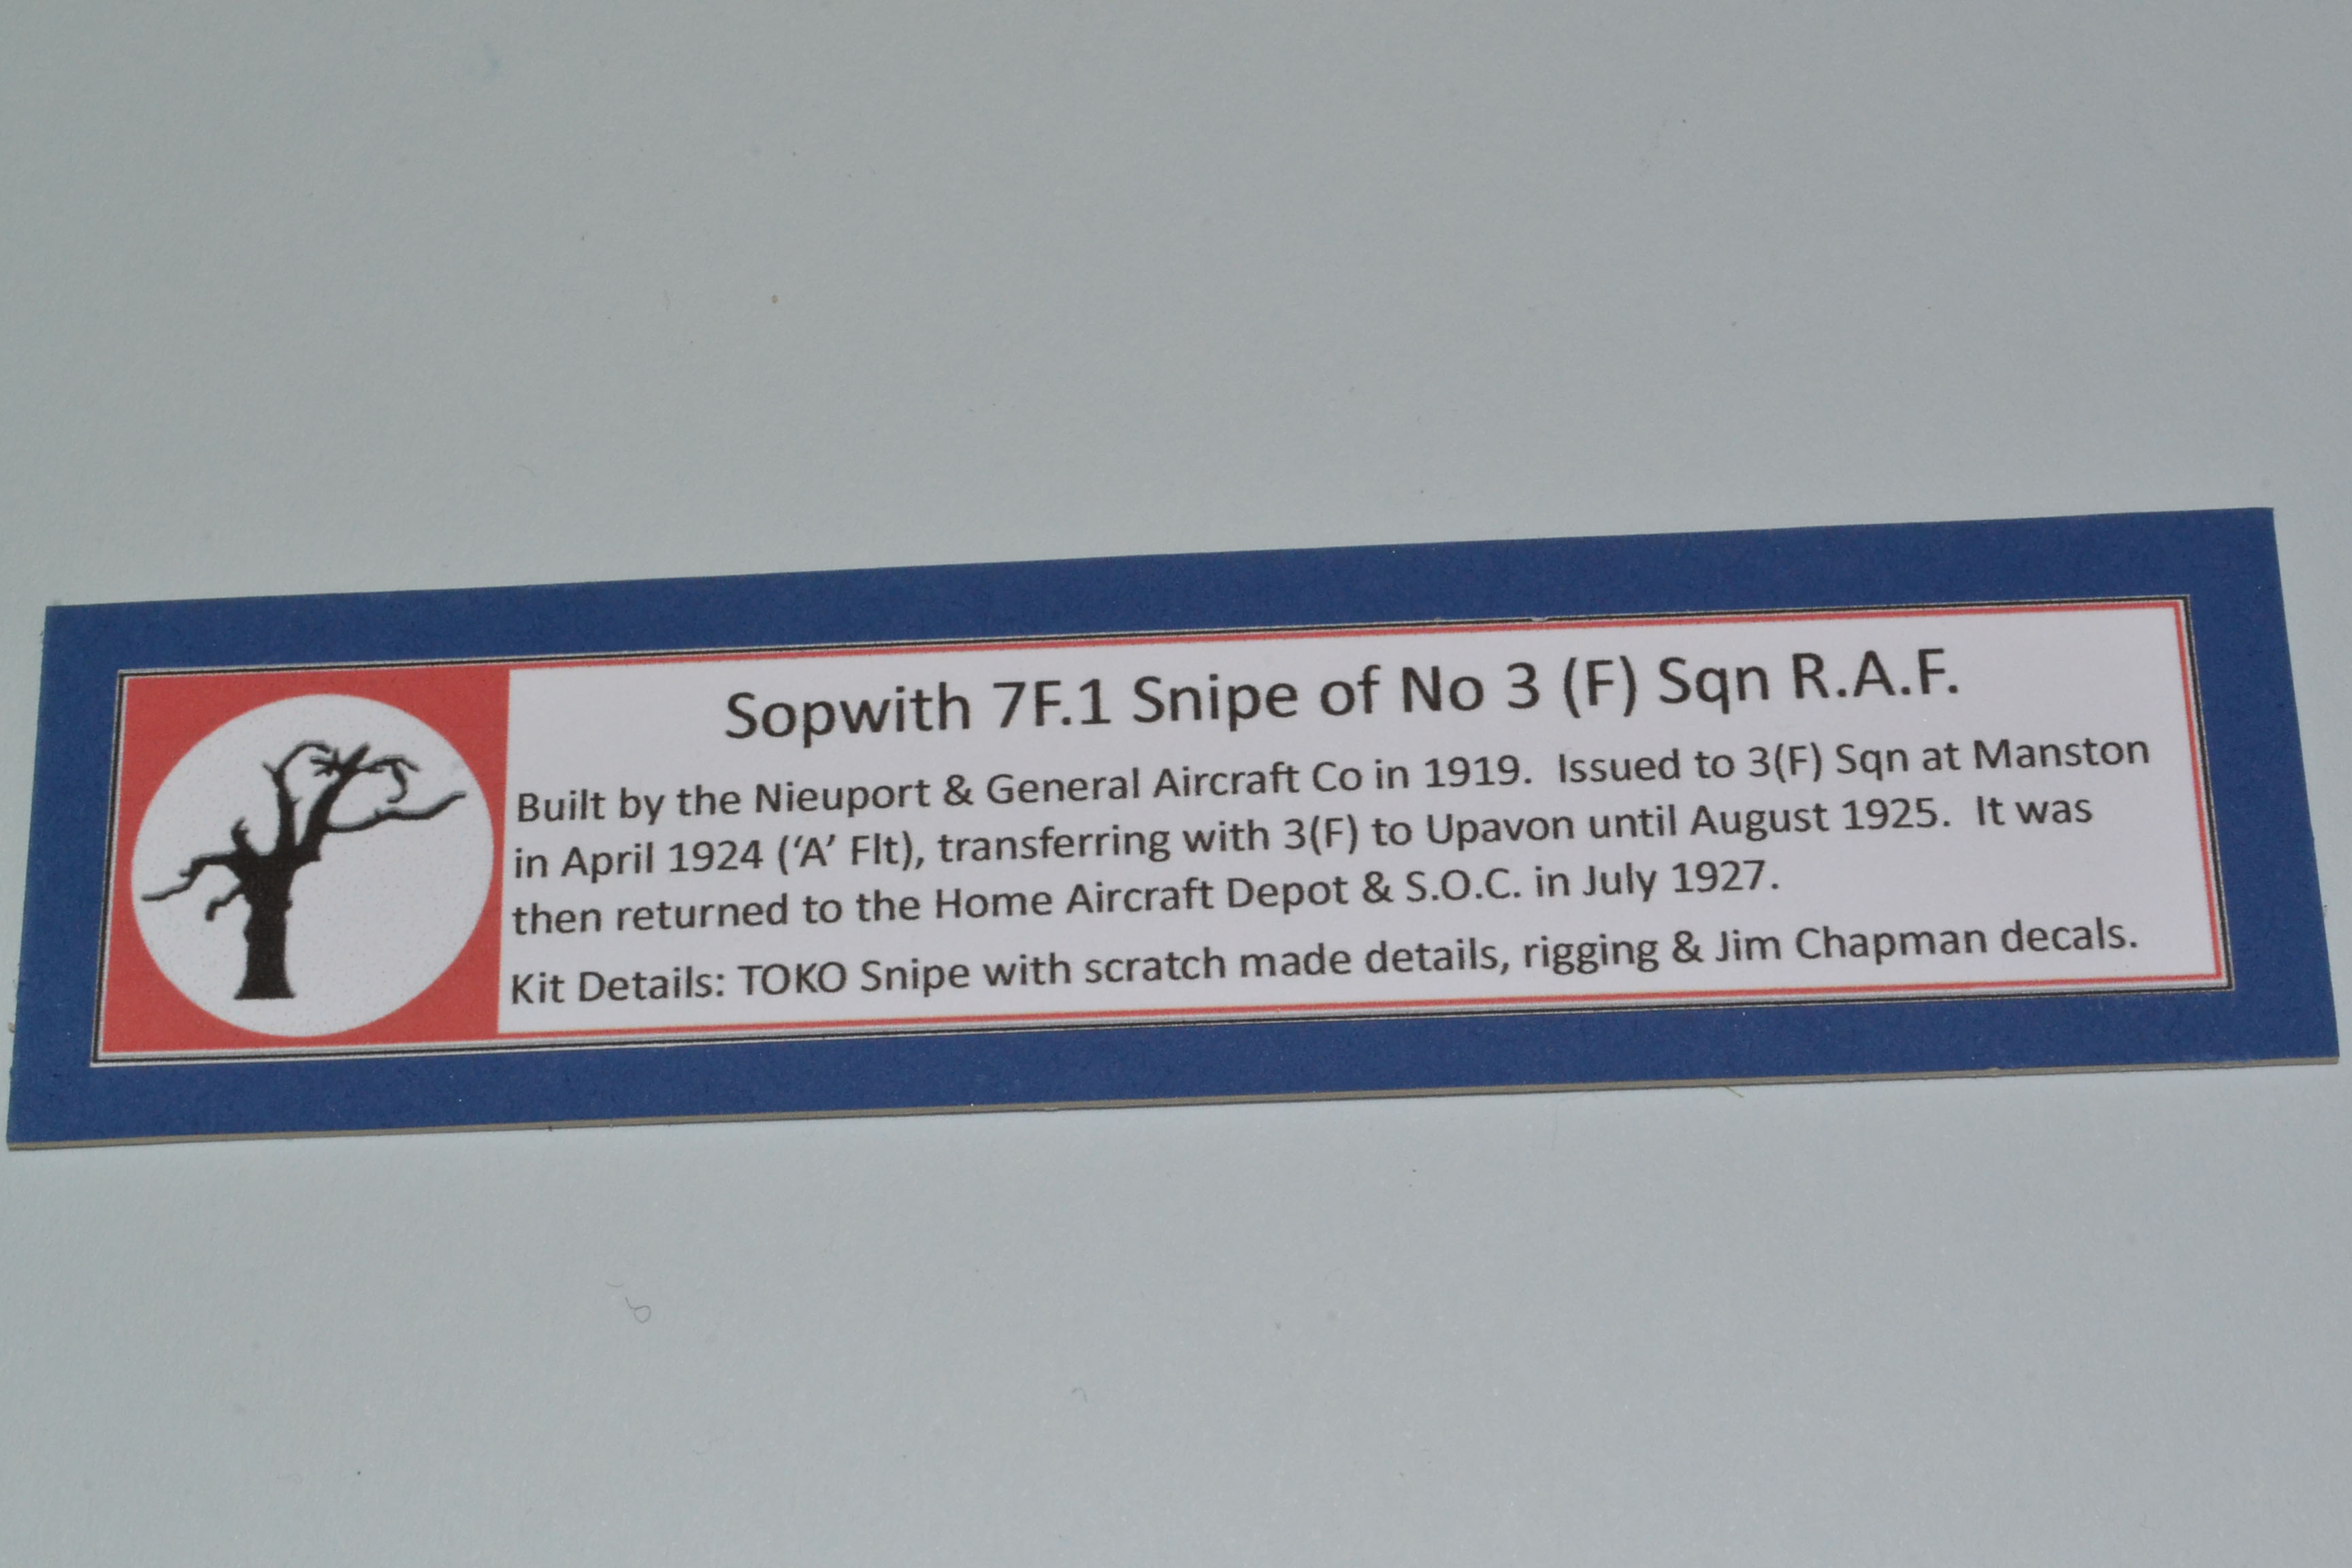 Sopwith 7F.1 Snipe of No 3 (F) Sqn R.A.F.
Built by the Nieuport & General Aircraft Co in 1919.  Issued to 3(F) Sqn at Manston
in April 1924 (‘A’ Flt), transferring with 3(F) to Upavon until August 1925.  It was
then returned to the Home Aircraft Depot & S.O.C. in July 1927.
Kit Details: TOKO Snipe with scratch made details, rigging & Jim Chapman decals.